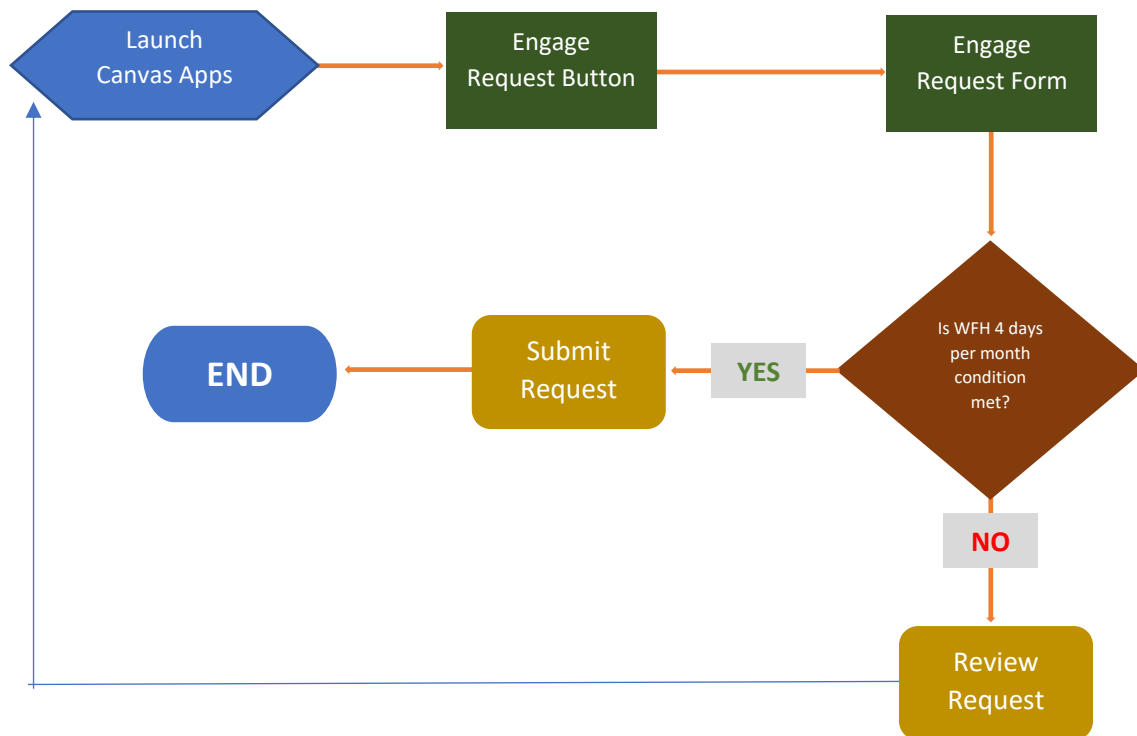 Launch
Canvas Apps
Engage
Request Button
Engage
Request Form
Is WFH 4 days
per month
condition
met?
YES
Submit
Request
END
NO
Review
Request